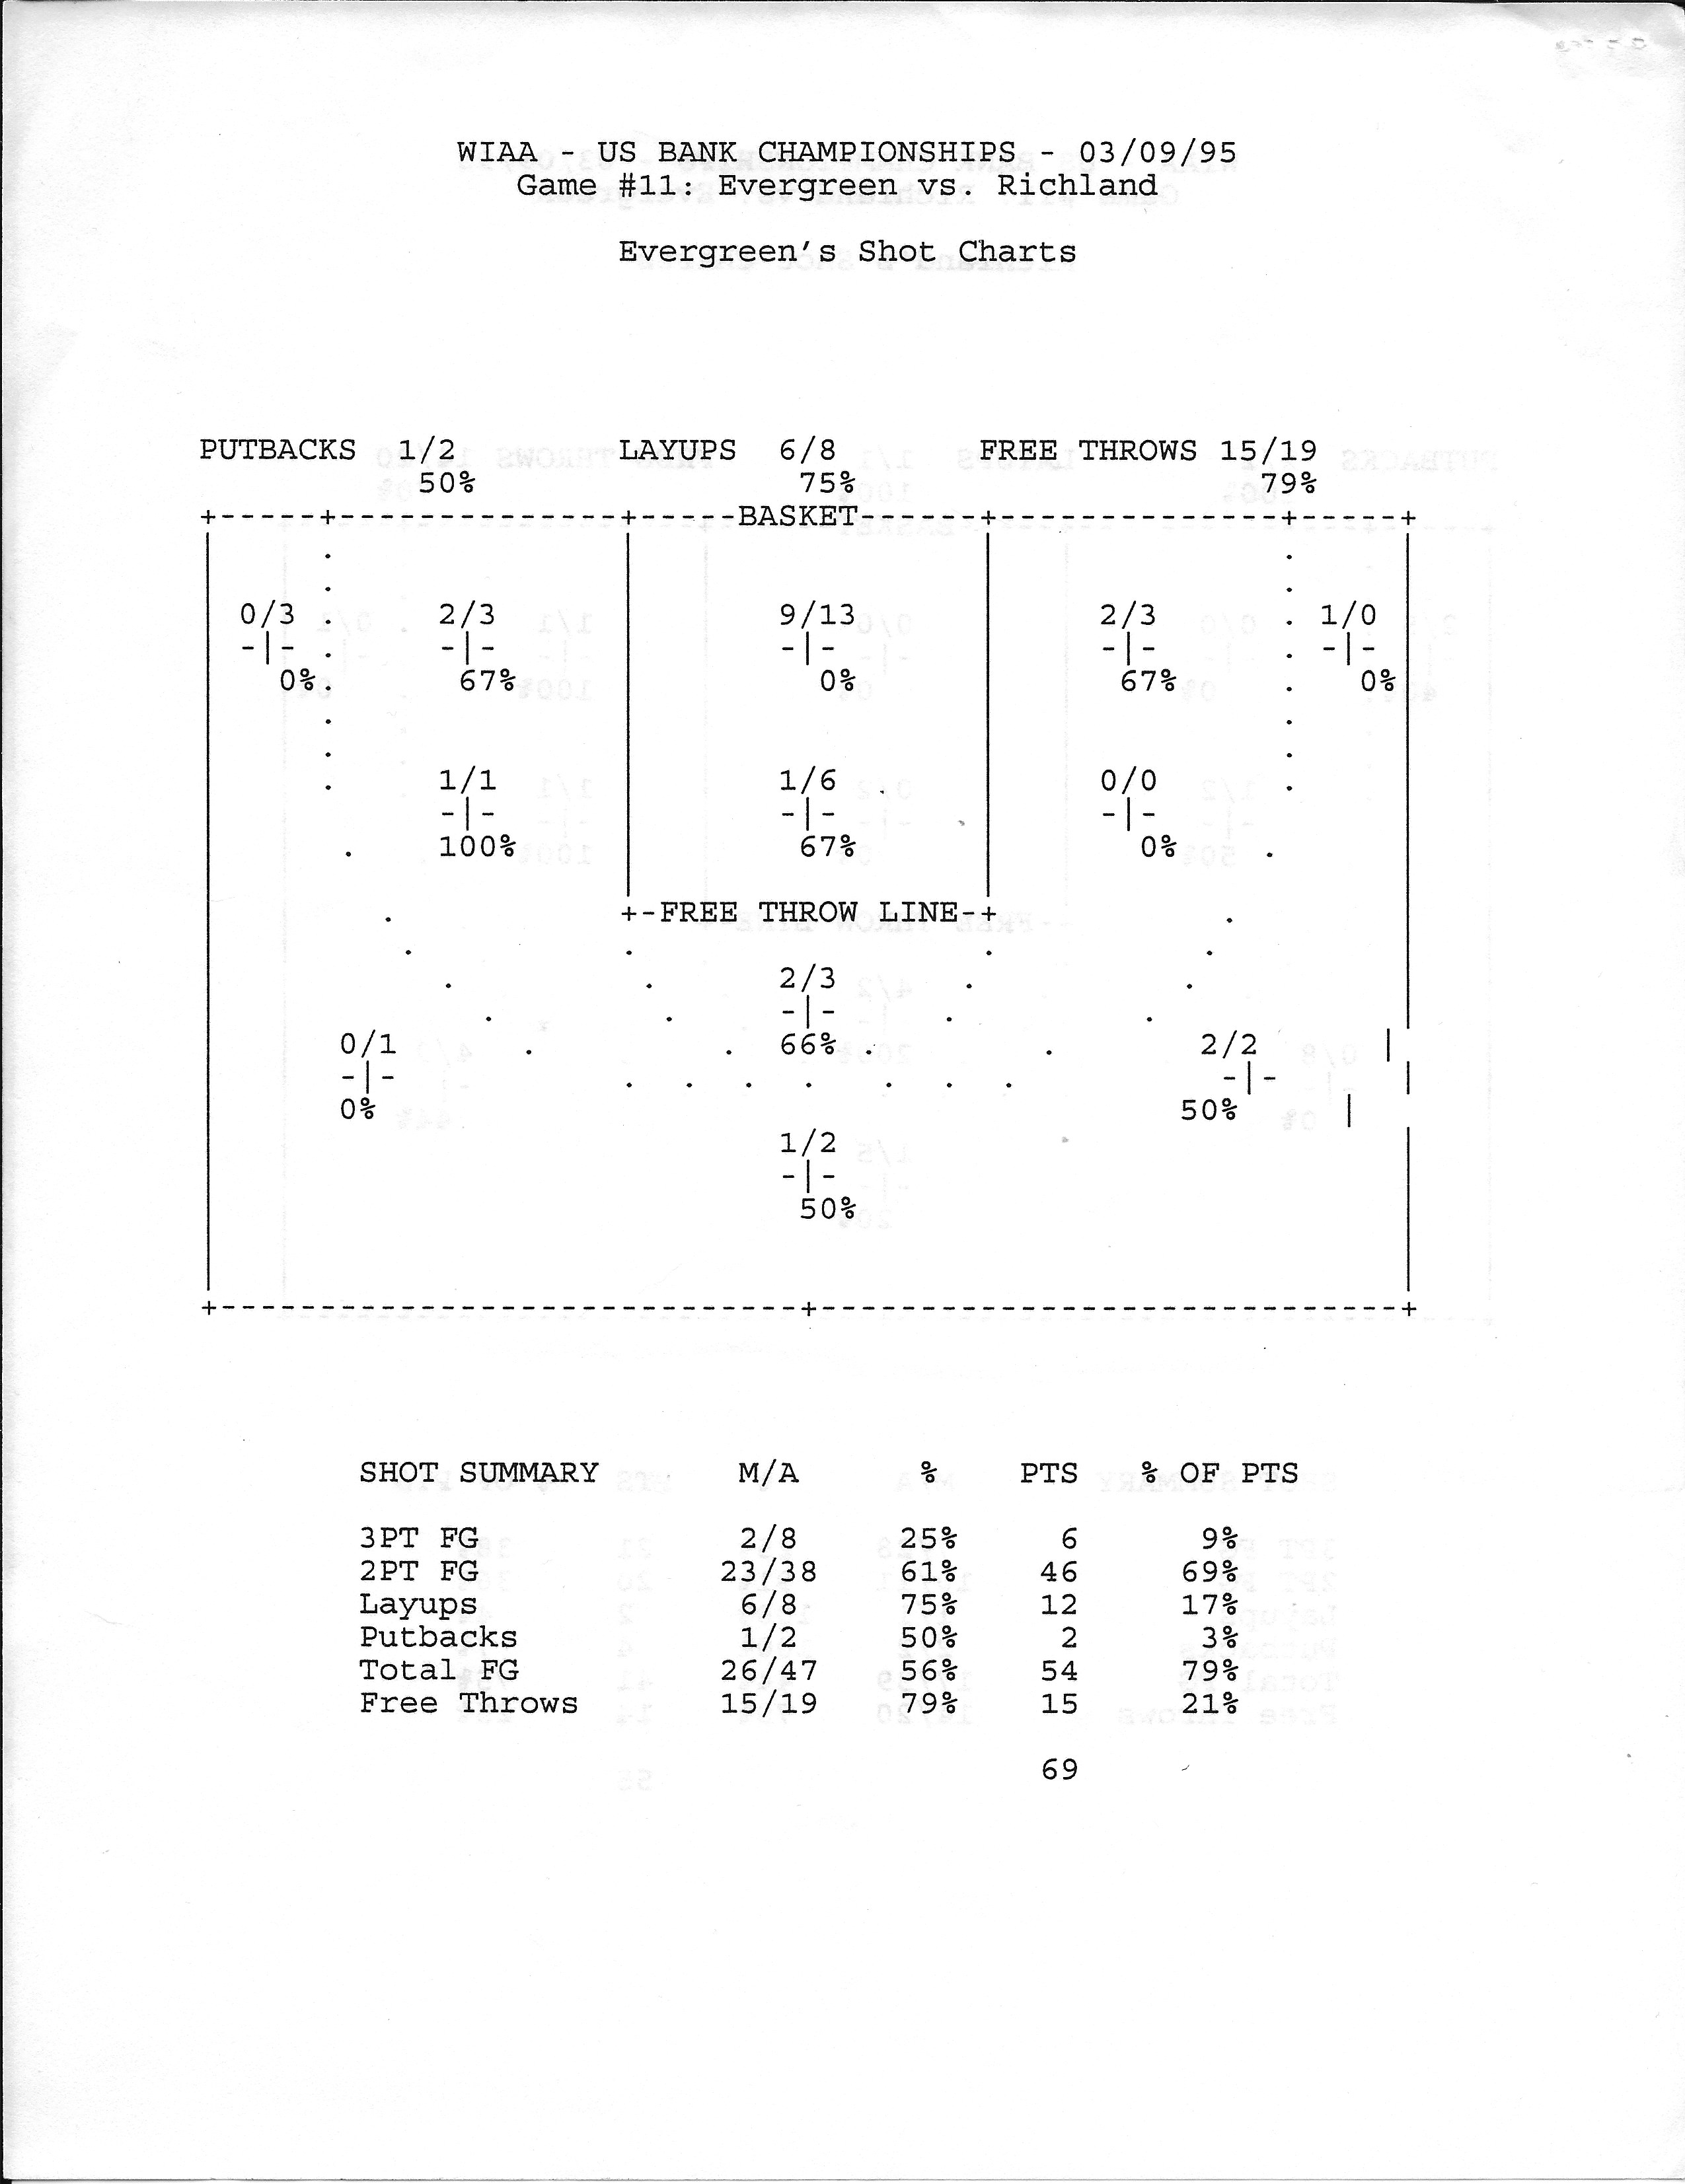 WIAA - US BANK CHAMPIONSHIPS - 03/09/95
Game #11: Evergreen vs. Richland
Evergreen's Shot Charts
PUTBACKS 1/2 LAYUPS 6/8 FREE THROWS 15/19
50% 75% 79%
+-----+--------------+-----BASKET------+--------------+-----+
0/3 2/3 9/13 2/3 1/0
-|- -|- -|- -|- -|-
0% 67% 0% 67% 0%
1/1 1/6 0/0
-|- -|- -|-
100% 67% 0%
+-FREE THROW LINE-+
2/3
-|-
66%
0/1 2/2
-|- -|-
0% 50%
1/2
-|-
50%
SHOT SUMMARY M/A % PTS % OF PTS
3PT FG 2/8 25% 6 9%
2PT FG 23/38 61% 46 69%
Layups 6/8 75% 12 17%
Putbacks 1/2 50% 2 3%
Total FG 26/47 56% 54 79%
Free Throws 15/19 79% 15 21%
69